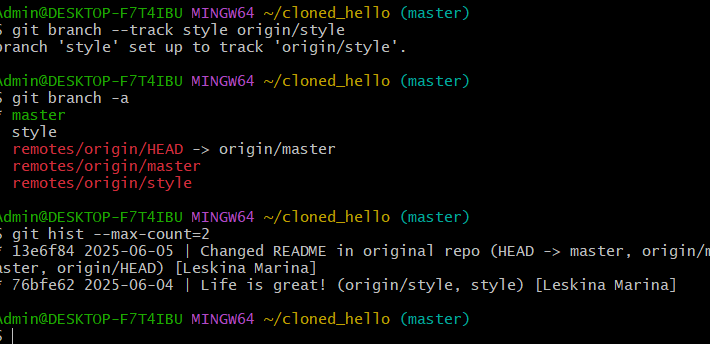 Admin@DESKTOP-F7T4IBU MINGW64 ~/cloned_hello (master)
$ git branch --track style origin/style
branch 'style' set up to track 'origin/style'.
Admin@DESKTOP-F7T4IBU MINGW64 ~/cloned_hello (master)
$ git branch -a
* master
style
remotes/origin/HEAD -> origin/master
remotes/origin/master
remotes/origin/style
Admin@DESKTOP-F7T4IBU MINGW64 ~/cloned_hello (master)
$ git hist --max-count=2
* 13e6f84 2025-06-05 | Changed README in original repo (HEAD -> master, origin/m
aster, origin/HEAD) [Leskina Marina]
* 76bfe62 2025-06-04 | Life is great! (origin/style, style) [Leskina Marina]
Admin@DESKTOP-F7T4IBU MINGW64 ~/cloned_hello (master)
$